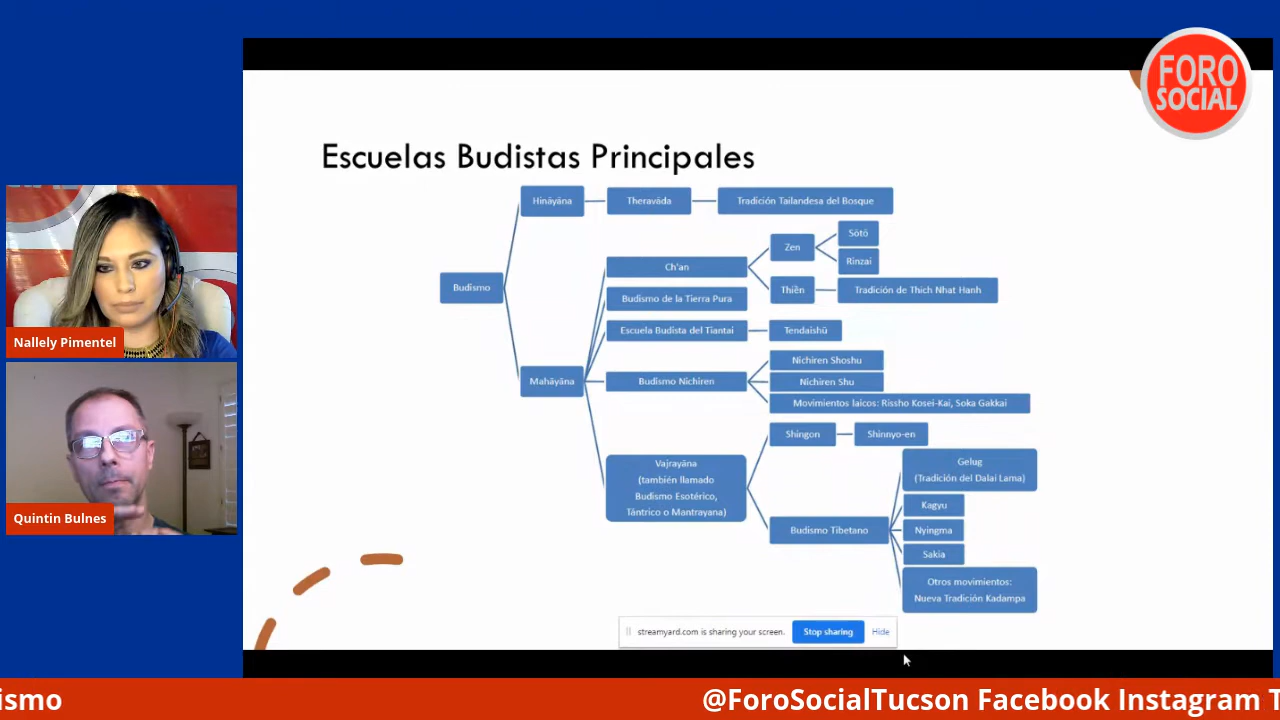 FORO
SOCIAL
Escuelas Budistas Principales
Budismo
Hināyāna
Theravāda
Tradición Tailandesa del Bosque
Mahāyāna
Ch'an
Zen
Sōtō
Rinzai
Thiền
Tradición de Thich Nhat Hanh
Budismo de la Tierra Pura
Escuela Budista del Tiantai
Tendaishū
Budismo Nichiren
Nichiren Shoshu
Nichiren Shu
Movimientos laicos: Rissho Kosei-Kai, Soka Gakkai
Vajrayāna
(también llamado
Budismo Esotérico,
Tántrico o Mantrayana)
Shingon
Shinnyo-en
Budismo Tibetano
Gelug
(Tradición del Dalai Lama)
Kagyu
Nyingma
Sakia
Otros movimientos:
Nueva Tradición Kadampa
Nallely Pimentel
Quintin Bulnes
streamyard.com is sharing your screen.
Stop sharing
Hide
ismo
@ForoSocialTucson Facebook Instagram T